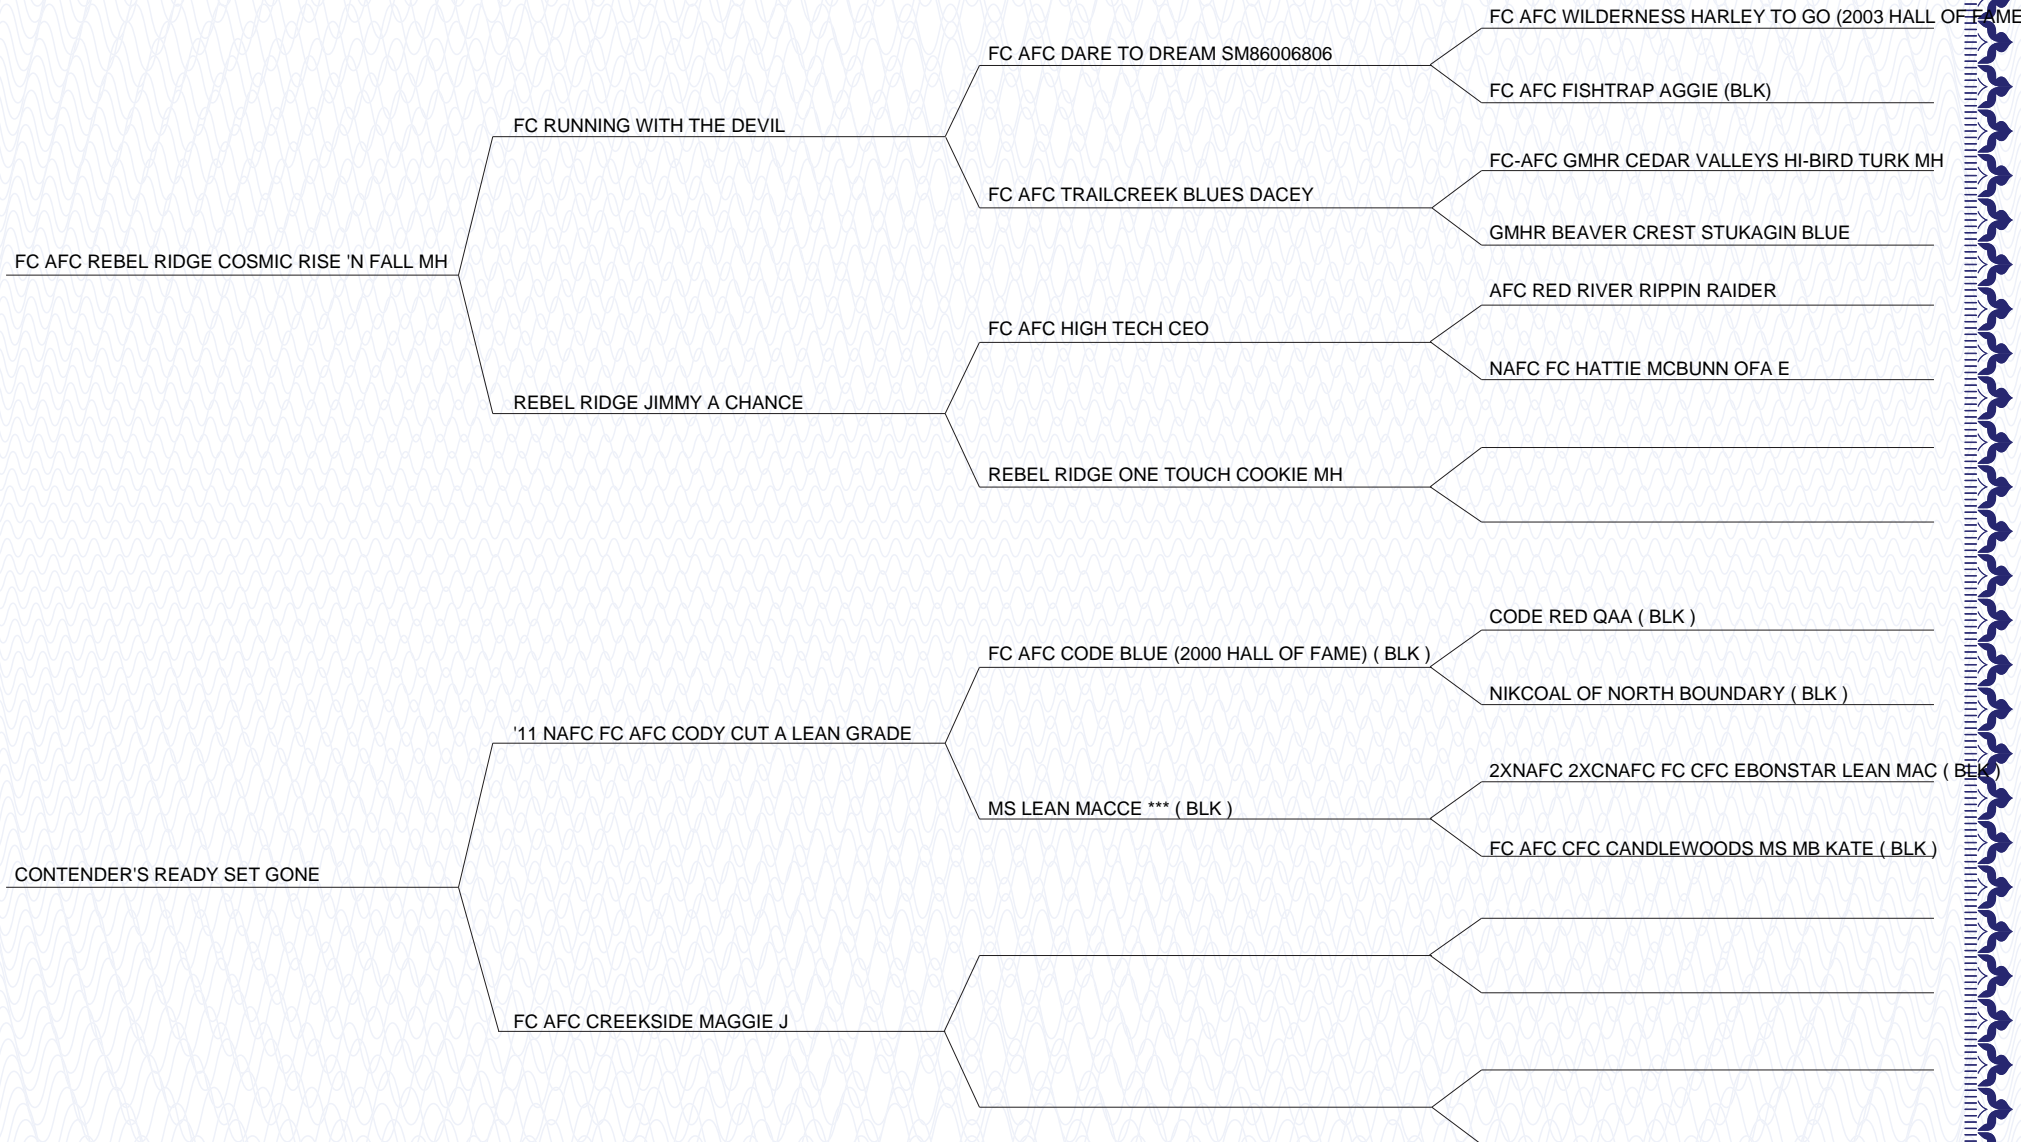 FC AFC WILDERNESS HARLEY TO GO (2003 HALL OF FAME
FC AFC DARE TO DREAM SM86006806
FC AFC FISHTRAP AGGIE (BLK)
FC RUNNING WITH THE DEVIL
FC-AFC GMHR CEDAR VALLEYS HI-BIRD TURK MH
FC AFC TRAILCREEK BLUES DACEY
GMHR BEAVER CREST STUKAGIN BLUE
FC AFC REBEL RIDGE COSMIC RISE 'N FALL MH
AFC RED RIVER RIPPIN RAIDER
FC AFC HIGH TECH CEO
NAFC FC HATTIE MCBUNN OFA E
REBEL RIDGE JIMMY A CHANCE
REBEL RIDGE ONE TOUCH COOKIE MH
CODE RED QAA ( BLK )
FC AFC CODE BLUE (2000 HALL OF FAME) ( BLK )
NIKCOAL OF NORTH BOUNDARY ( BLK )
'11 NAFC FC AFC CODY CUT A LEAN GRADE
2XNAFC 2XCNAFC FC CFC EBONSTAR LEAN MAC ( BLK )
MS LEAN MACCE *** ( BLK )
FC AFC CFC CANDLEWOODS MS MB KATE ( BLK )
CONTENDER'S READY SET GONE
FC AFC CREEKSIDE MAGGIE J